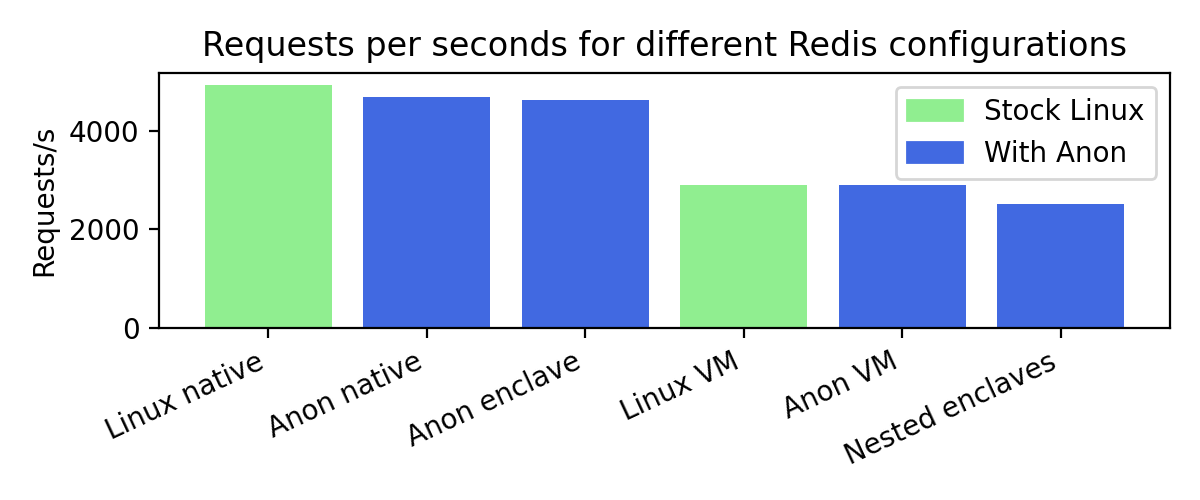 Requests per seconds for different Redis configurations
Requests/s
4000
2000
0
Stock Linux
With Anon
Linux native
Anon native
Anon enclave
Linux VM
Anon VM
Nested enclaves